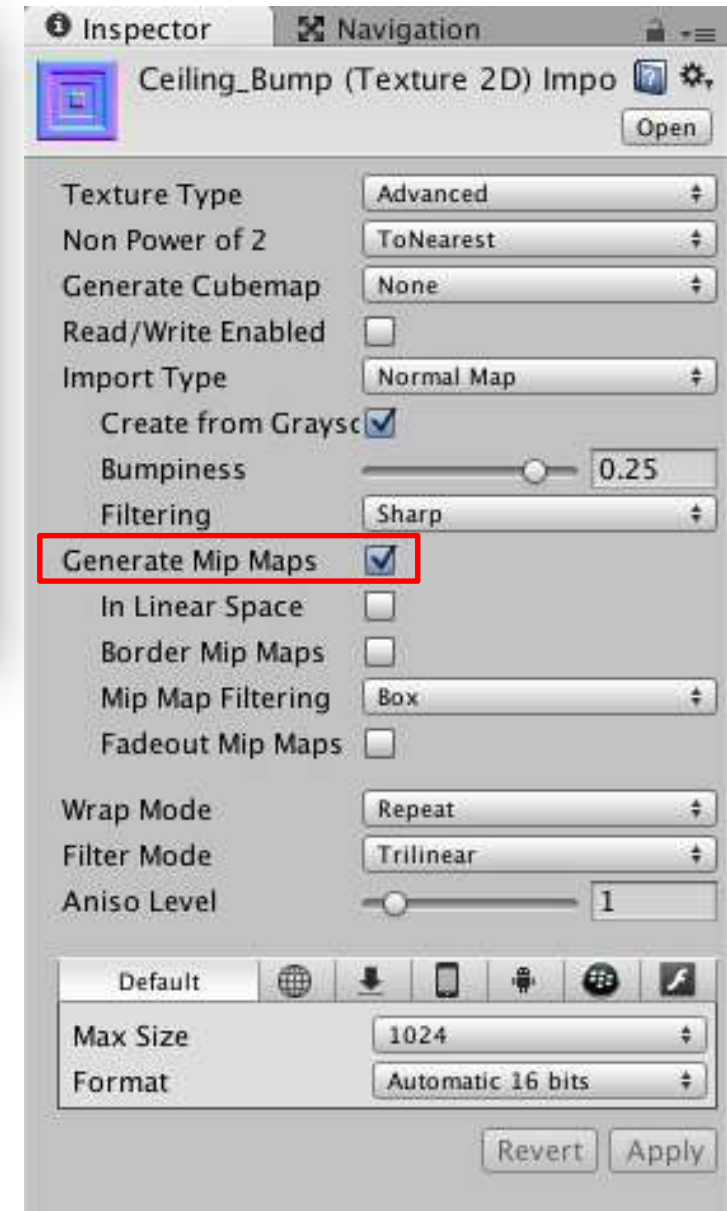 Inspector Navigation
Ceiling_Bump (Texture 2D) Impo
Open
Texture Type Advanced
Non Power of 2 ToNearest
Generate Cubemap None
Read/Write Enabled
Import Type Normal Map
Create from Graysc
Bumpiness 0.25
Filtering Sharp
Generate Mip Maps
In Linear Space
Border Mip Maps
Mip Map Filtering Box
Fadeout Mip Maps
Wrap Mode Repeat
Filter Mode Trilinear
Aniso Level 1
Default
Max Size 1024
Format Automatic 16 bits
Revert Apply